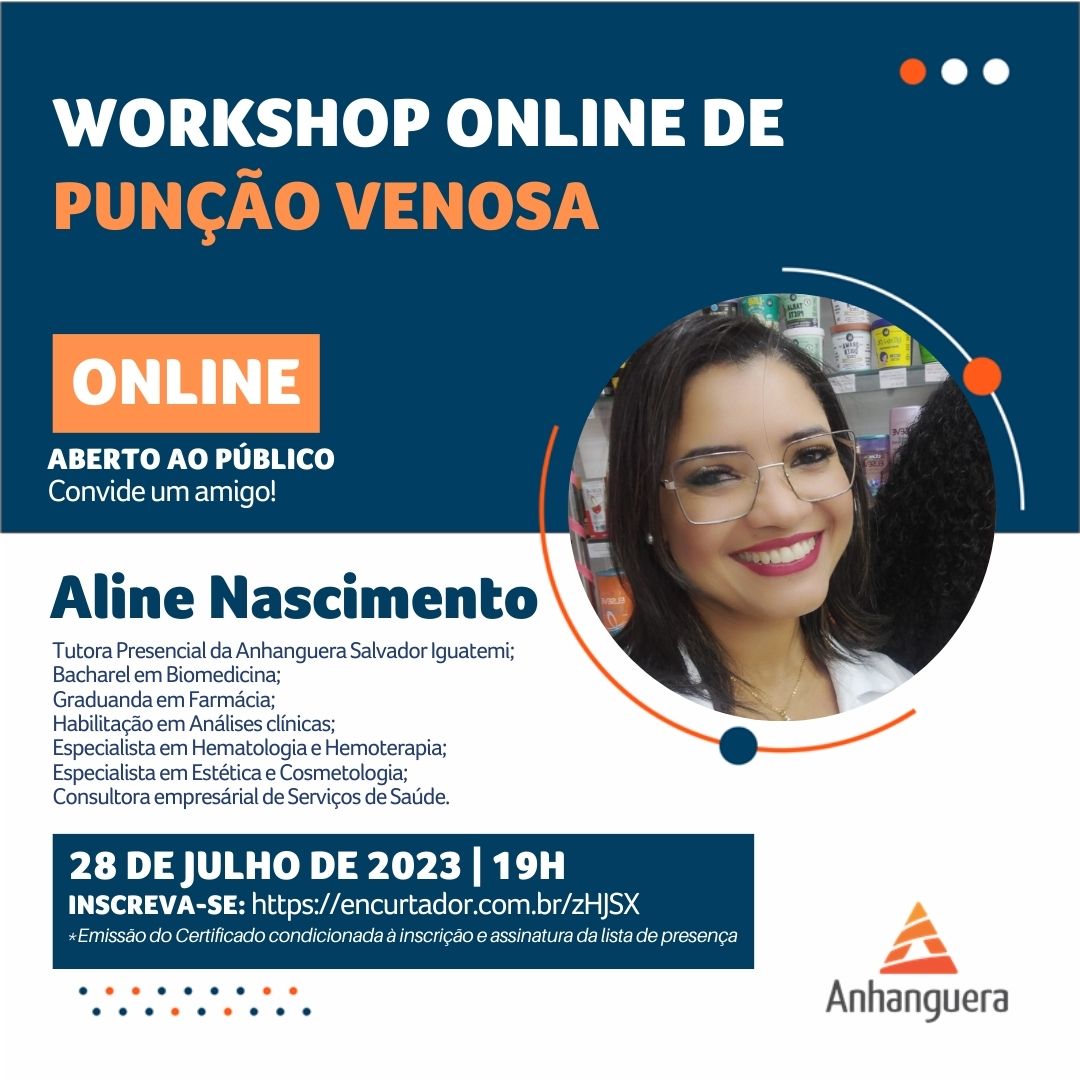 WORKSHOP ONLINE DE
PUNÇÃO VENOSA
ONLINE
ABERTO AO PÚBLICO
Convide um amigo!
Aline Nascimento
Tutora Presencial da Anhanguera Salvador Iguatemi;
Bacharel em Biomedicina;
Graduanda em Farmácia;
Habilitação em Análises clínicas;
Especialista em Hematologia e Hemoterapia;
Especialista em Estética e Cosmetologia;
Consultora empresárial de Serviços de Saúde.
28 DE JULHO DE 2023 | 19H
INSCREVA-SE: https://encurtador.com.br/zHJSX
*Emissão do Certificado condicionada à inscrição e assinatura da lista de presença
Anhanguera